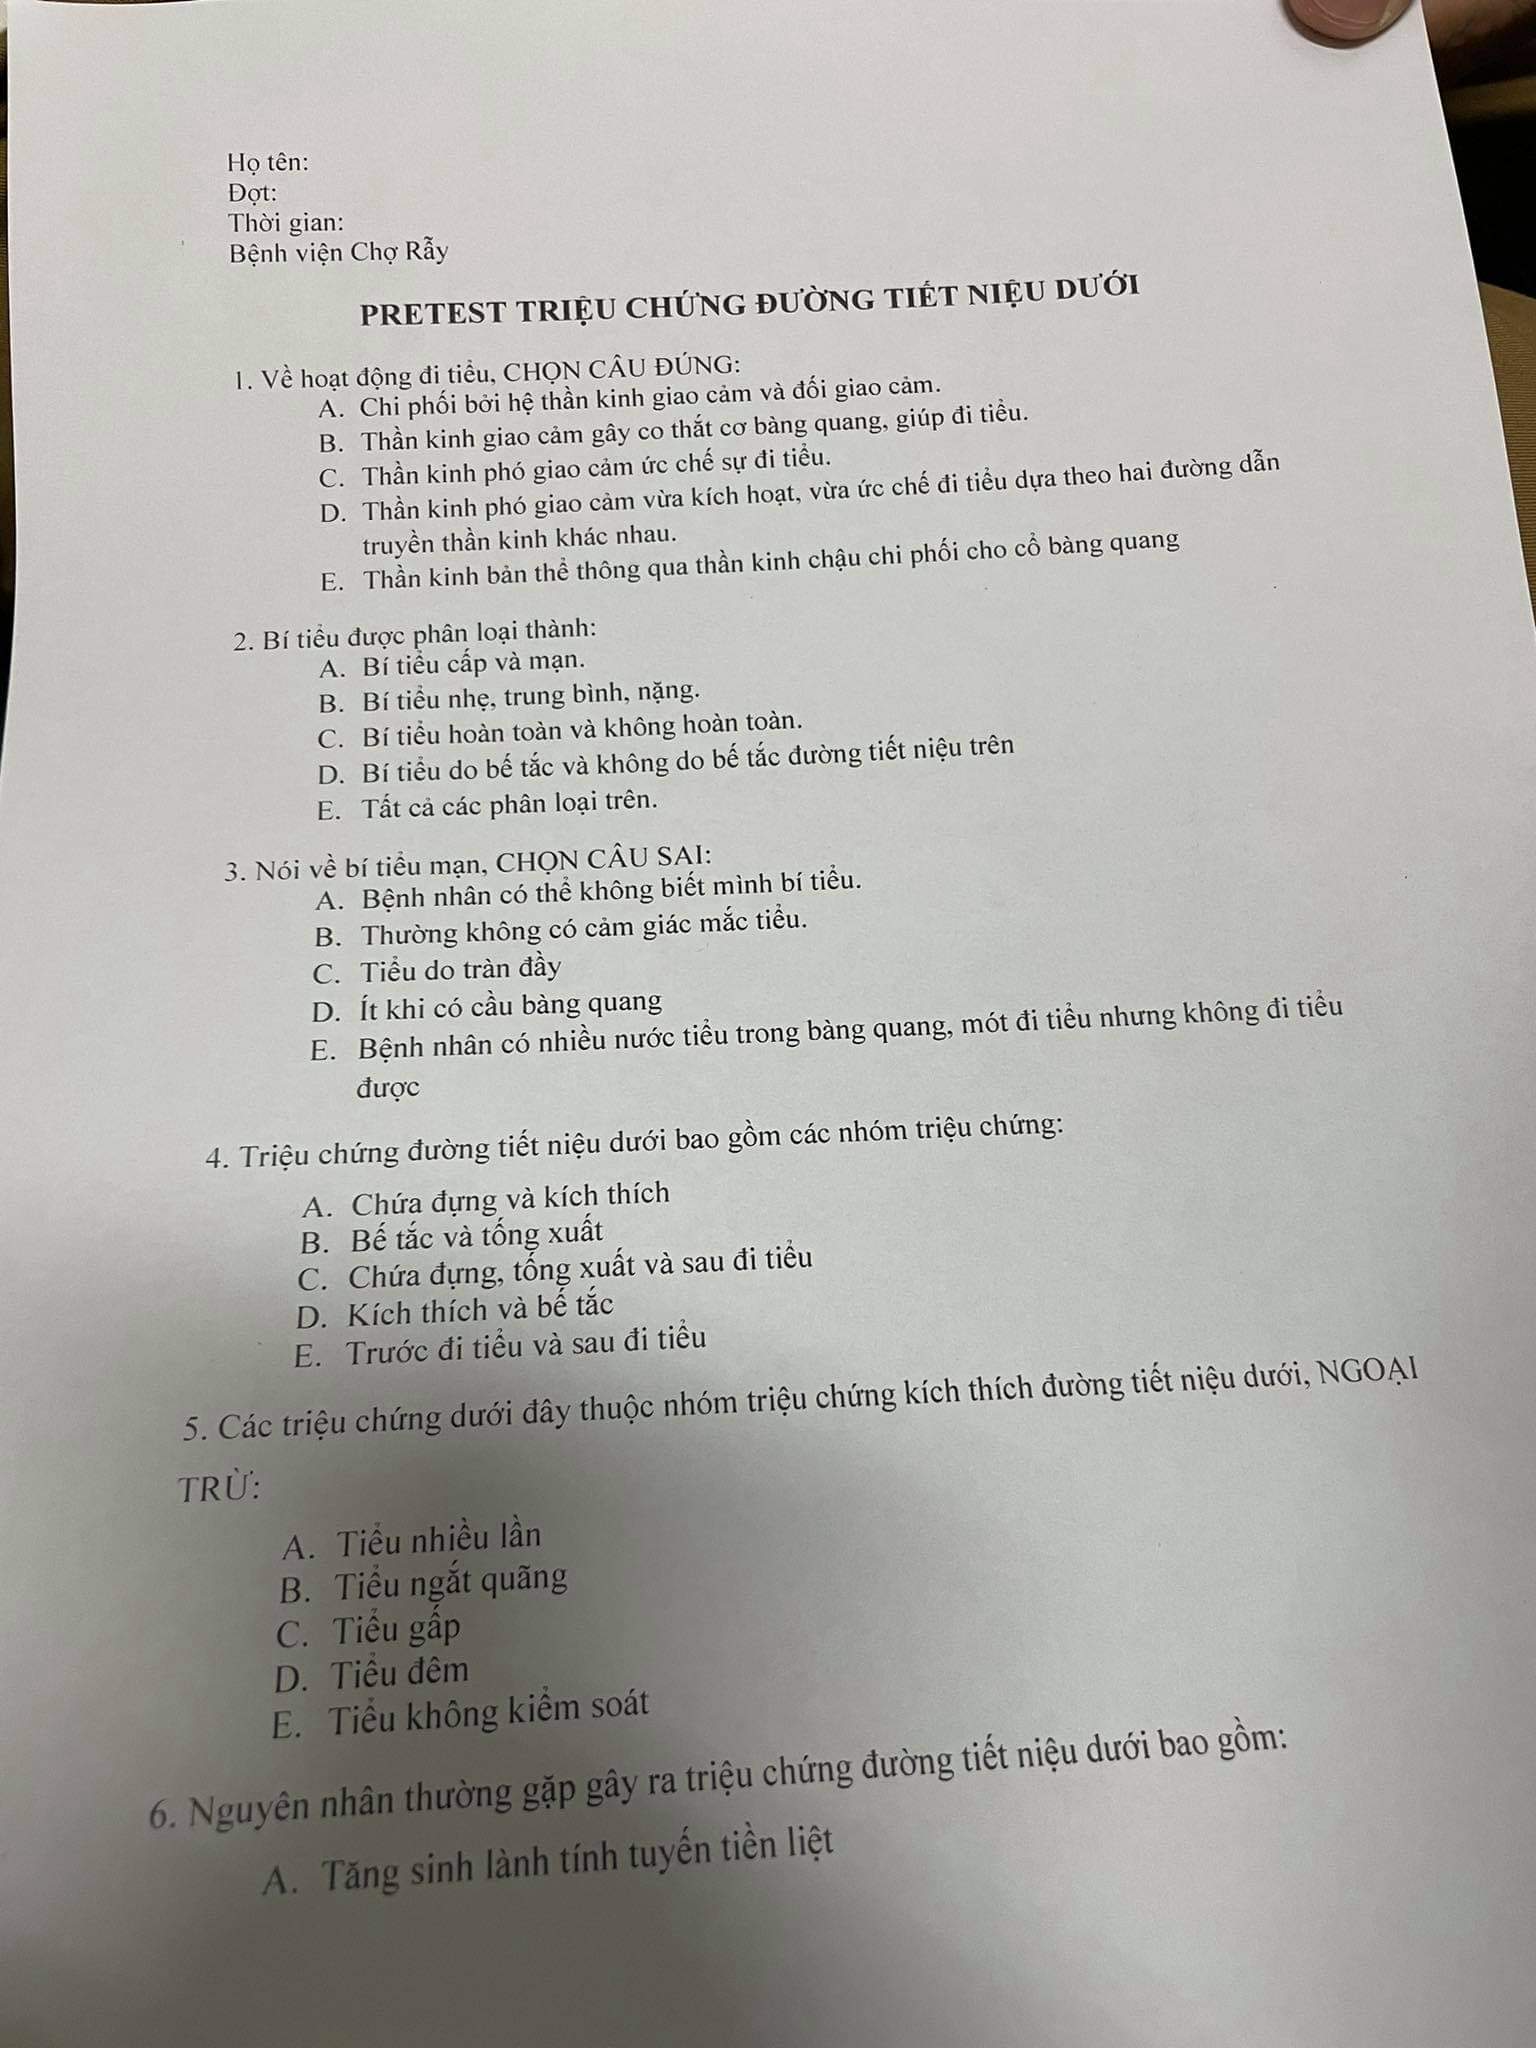 Họ tên:
Đợt:
Thời gian:
Bệnh viện Chợ Rẫy
PRETEST TRIỆU CHỨNG ĐƯỜNG TIẾT NIỆU DƯỚI
1. Về hoạt động đi tiểu, CHỌN CÂU ĐÚNG:
A. Chi phối bởi hệ thần kinh giao cảm và đối giao cảm.
B. Thần kinh giao cảm gây co thắt cơ bàng quang, giúp đi tiểu.
C. Thần kinh phó giao cảm ức chế sự đi tiểu.
D. Thần kinh phó giao cảm vừa kích hoạt, vừa ức chế đi tiểu dựa theo hai đường dẫn
truyền thần kinh khác nhau.
E. Thần kinh bản thể thông qua thần kinh chậu chi phối cho cổ bàng quang
2. Bí tiểu được phân loại thành:
A. Bí tiểu cấp và mạn.
B. Bí tiểu nhẹ, trung bình, nặng.
C. Bí tiểu hoàn toàn và không hoàn toàn.
D. Bí tiểu do bế tắc và không do bế tắc đường tiết niệu trên
E. Tất cả các phân loại trên.
3. Nói về bí tiểu mạn, CHỌN CÂU SAI:
A. Bệnh nhân có thể không biết mình bí tiểu.
B. Thường không có cảm giác mắc tiểu.
C. Tiểu do tràn đầy
D. Ít khi có cầu bàng quang
E. Bệnh nhân có nhiều nước tiểu trong bàng quang, mót đi tiểu nhưng không đi tiểu
được
4. Triệu chứng đường tiết niệu dưới bao gồm các nhóm triệu chứng:
A. Chứa đựng và kích thích
B. Bế tắc và tống xuất
C. Chứa đựng, tống xuất và sau đi tiểu
D. Kích thích và bế tắc
E. Trước đi tiểu và sau đi tiểu
5. Các triệu chứng dưới đây thuộc nhóm triệu chứng kích thích đường tiết niệu dưới, NGOẠI
TRỪ:
A. Tiểu nhiều lần
B. Tiểu ngắt quãng
C. Tiểu gấp
D. Tiểu đêm
E. Tiểu không kiểm soát
6. Nguyên nhân thường gặp gây ra triệu chứng đường tiết niệu dưới bao gồm:
A. Tăng sinh lành tính tuyến tiền liệt